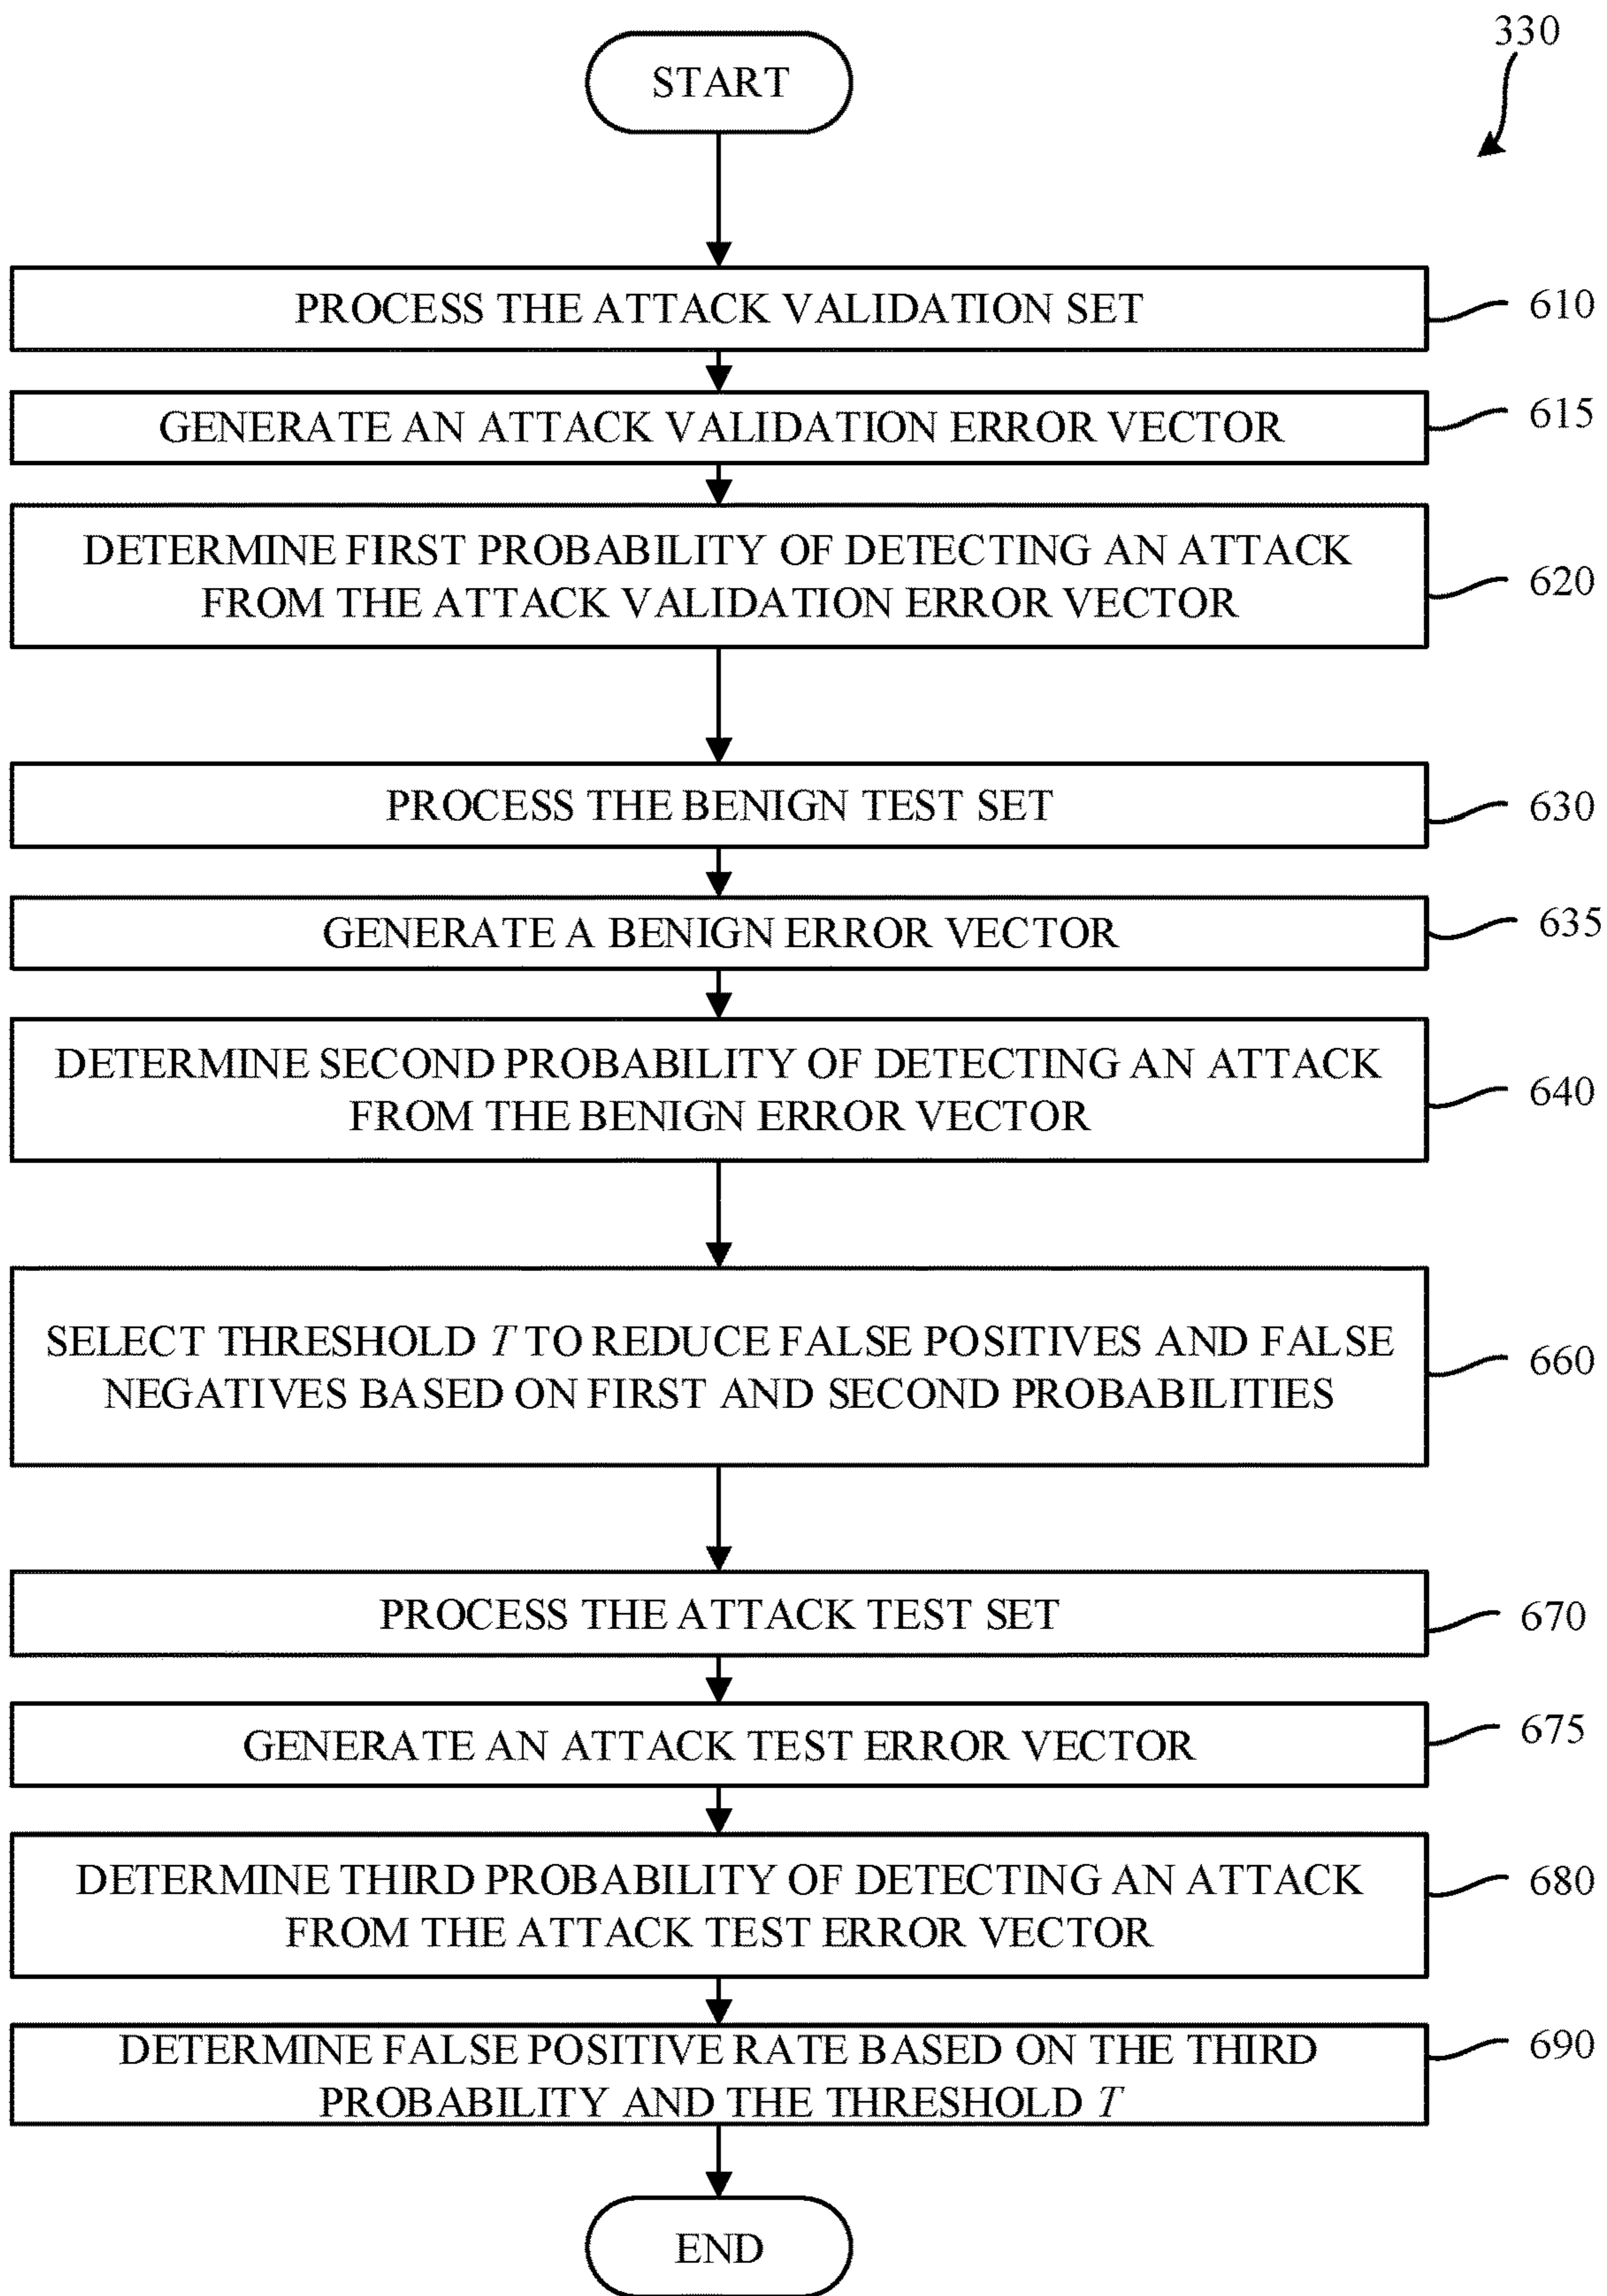 330
START
PROCESS THE ATTACK VALIDATION SET
610
GENERATE AN ATTACK VALIDATION ERROR VECTOR
615
DETERMINE FIRST PROBABILITY OF DETECTING AN ATTACK
FROM THE ATTACK VALIDATION ERROR VECTOR
620
PROCESS THE BENIGN TEST SET
630
GENERATE A BENIGN ERROR VECTOR
635
DETERMINE SECOND PROBABILITY OF DETECTING AN ATTACK
FROM THE BENIGN ERROR VECTOR
640
SELECT THRESHOLD T TO REDUCE FALSE POSITIVES AND FALSE
NEGATIVES BASED ON FIRST AND SECOND PROBABILITIES
660
PROCESS THE ATTACK TEST SET
670
GENERATE AN ATTACK TEST ERROR VECTOR
675
DETERMINE THIRD PROBABILITY OF DETECTING AN ATTACK
FROM THE ATTACK TEST ERROR VECTOR
680
DETERMINE FALSE POSITIVE RATE BASED ON THE THIRD
PROBABILITY AND THE THRESHOLD T
690
END